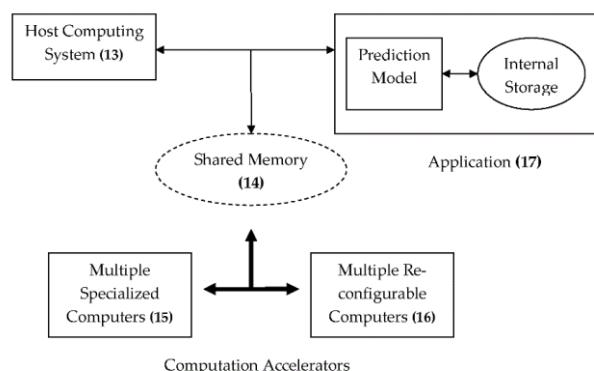 Host Computing
System (13)
Prediction
Model
Internal
Storage
Application (17)
Shared Memory
(14)
Multiple
Specialized
Computers (15)
Multiple Re-
configurable
Computers (16)
Computation Accelerators